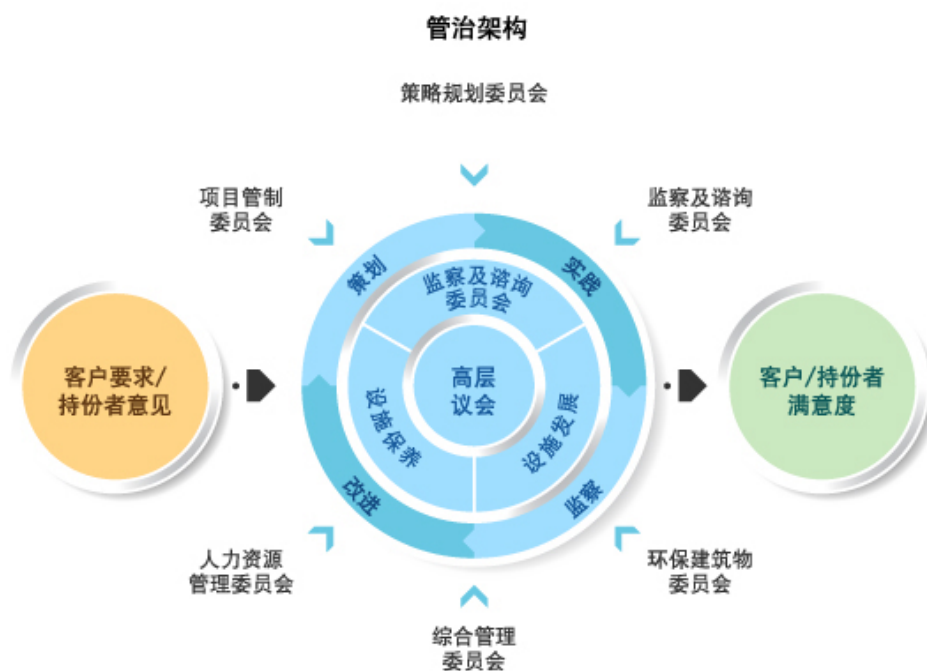 管治架构
策略规划委员会
项目管制
委员会
监察及谘询
委员会
策划
实践
监察及谘询
委员会
客户要求/
持份者意见
高层
议会
客户/持份者
满意度
设施保养
设施发展
改进
监察
人力资源
管理委员会
环保建筑物
委员会
综合管理
委员会